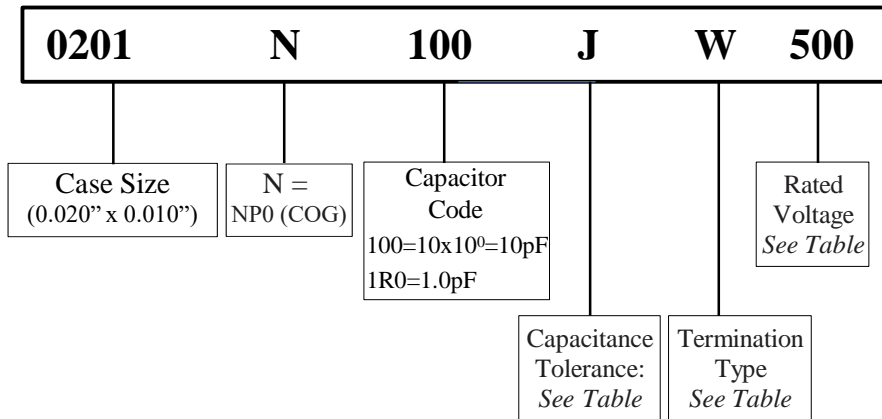 0201 N 100 J W 500
Case Size
(0.020” x 0.010”)
N =
NP0 (COG)
Capacitor
Code
100=10x10⁰=10pF
1R0=1.0pF
Rated
Voltage
See Table
Capacitance
Tolerance:
See Table
Termination
Type
See Table